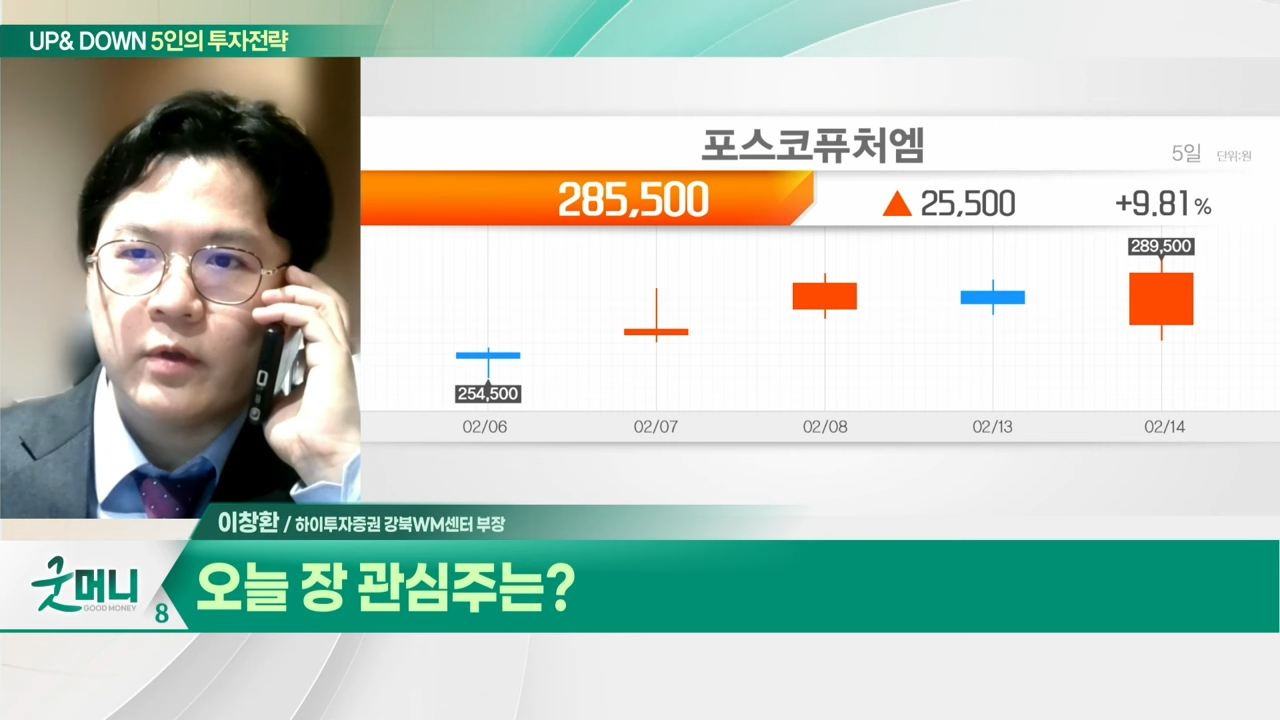 UP& DOWN 5인의 투자전략
포스코퓨처엠
5일 단위:원
285,500 ▲ 25,500 +9.81%
289,500
254,500
02/06 02/07 02/08 02/13 02/14
이창환 / 하이투자증권 강북WM센터 부장
굿머니
GOOD MONEY
8
오늘 장 관심주는?